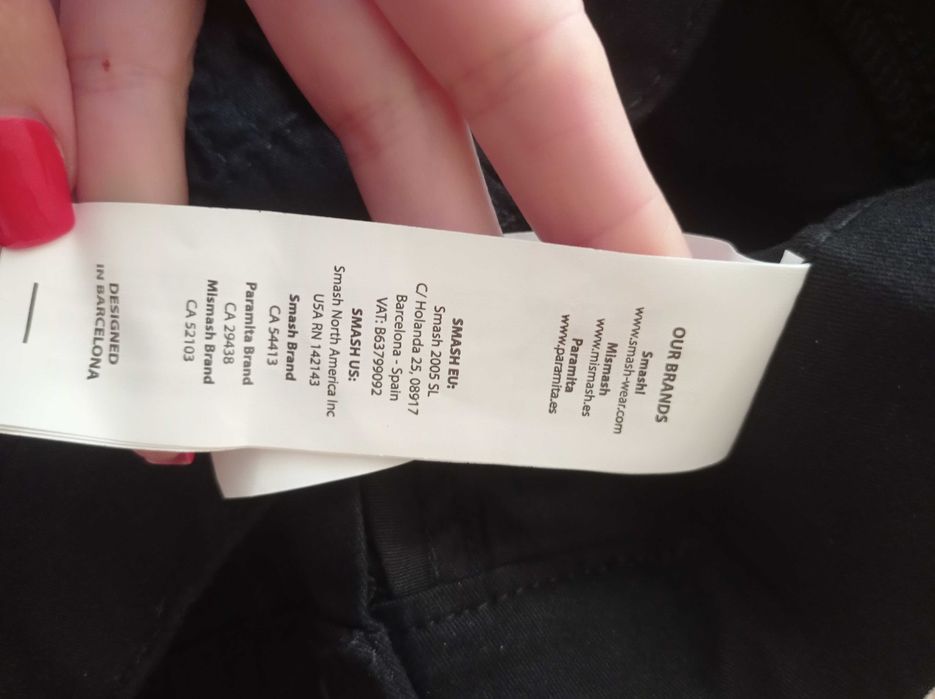 OUR BRANDS
Smash!
www.smash-wear.com
Mismash
www.mismash.es
Paramita
www.paramita.es
SMASH EU:
Smash 2005 SL
C/ Holanda 25, 08917
Barcelona - Spain
VAT: B63799092
SMASH US:
Smash North America Inc
USA RN 142143
Smash Brand
CA 54413
Paramita Brand
CA 29438
Mismash Brand
CA 52103
DESIGNED
IN BARCELONA